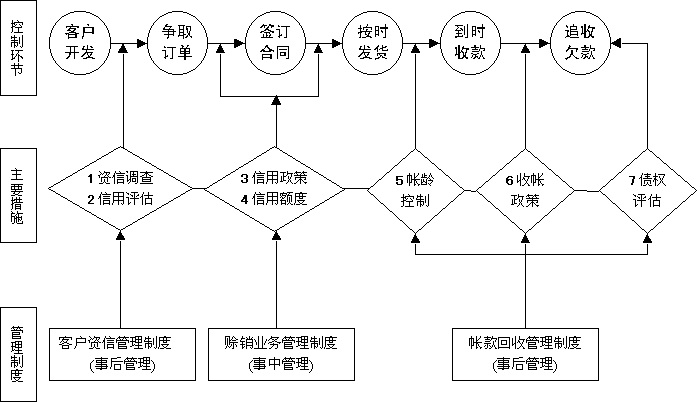 控制环节
客户
开发
争取
订单
签订
合同
按时
发货
到时
收款
追收
欠款
主要措施
1 资信调查
2 信用评估
3 信用政策
4 信用额度
5 帐龄
控制
6 收帐
政策
7 债权
评估
管理制度
客户资信管理制度
(事后管理)
赊销业务管理制度
(事中管理)
帐款回收管理制度
(事后管理)